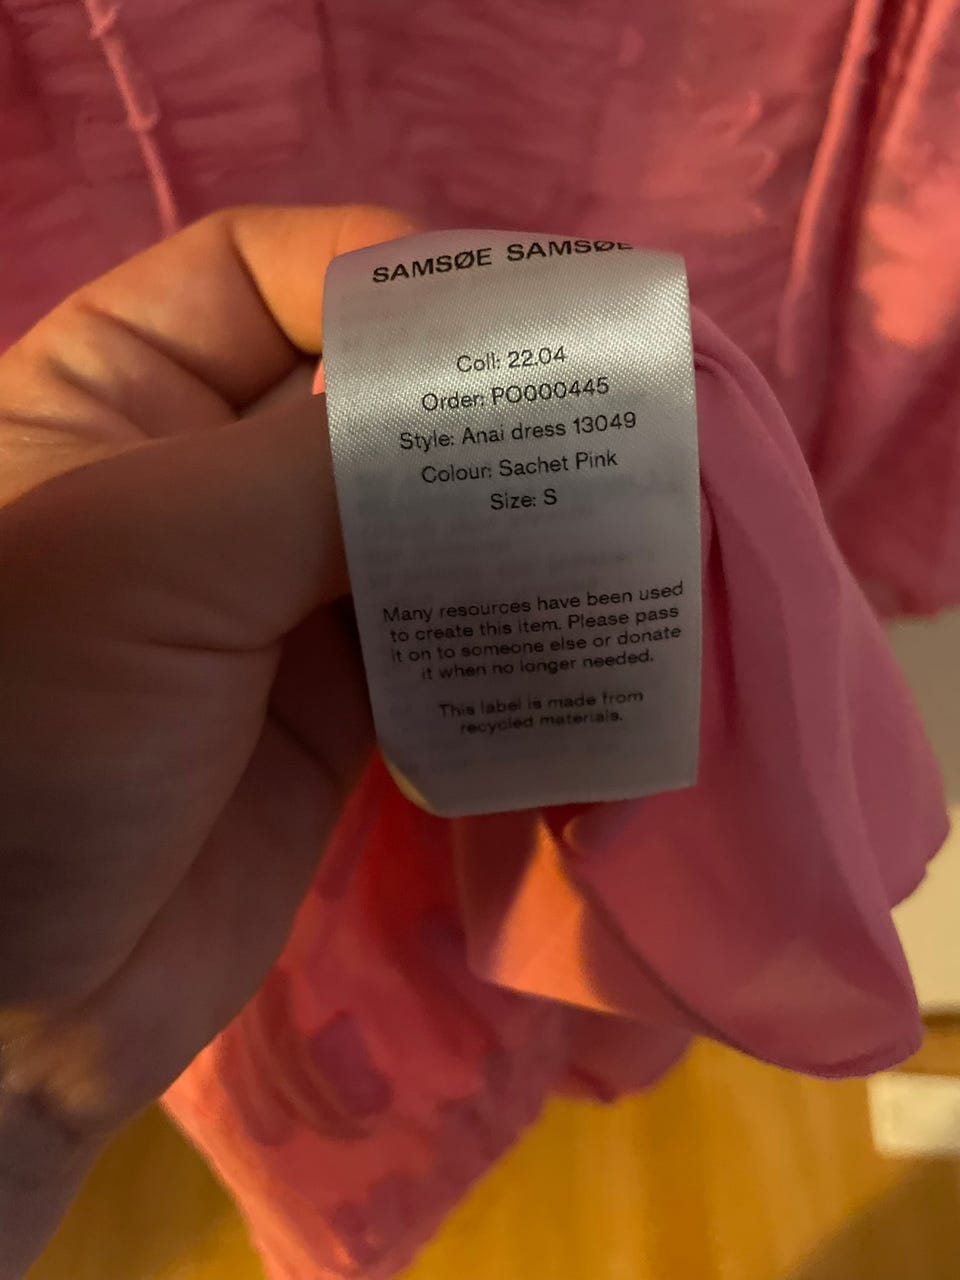 SAMSØE SAMSØE
Coll: 22.04
Order: PO000445
Style: Anai dress 13049
Colour: Sachet Pink
Size: S
Many resources have been used
to create this item. Please pass
it on to someone else or donate
it when no longer needed.
This label is made from
recycled materials.